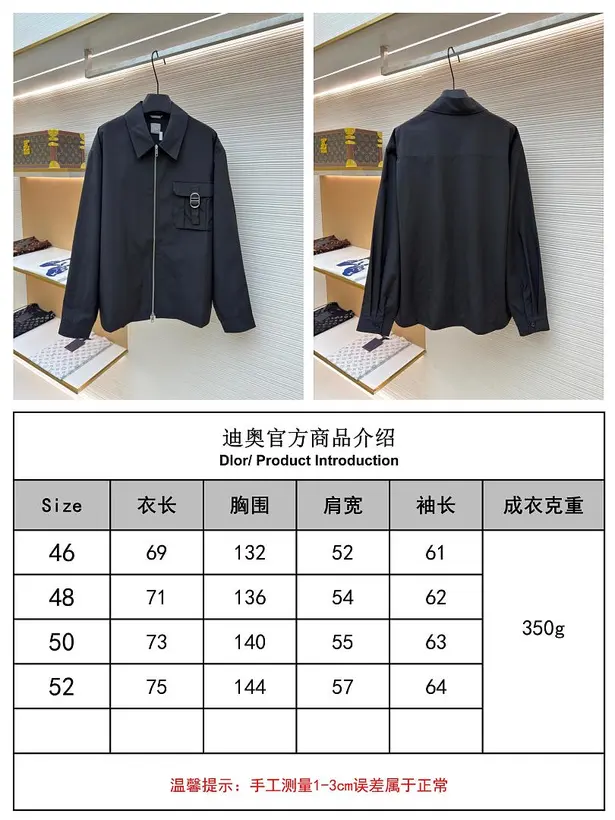 迪奥官方商品介绍
DIor/ Product Introduction
Size 衣长 胸围 肩宽 袖长 成衣克重
46 69 132 52 61
48 71 136 54 62
350g
50 73 140 55 63
52 75 144 57 64
温馨提示：手工测量1-3cm误差属于正常